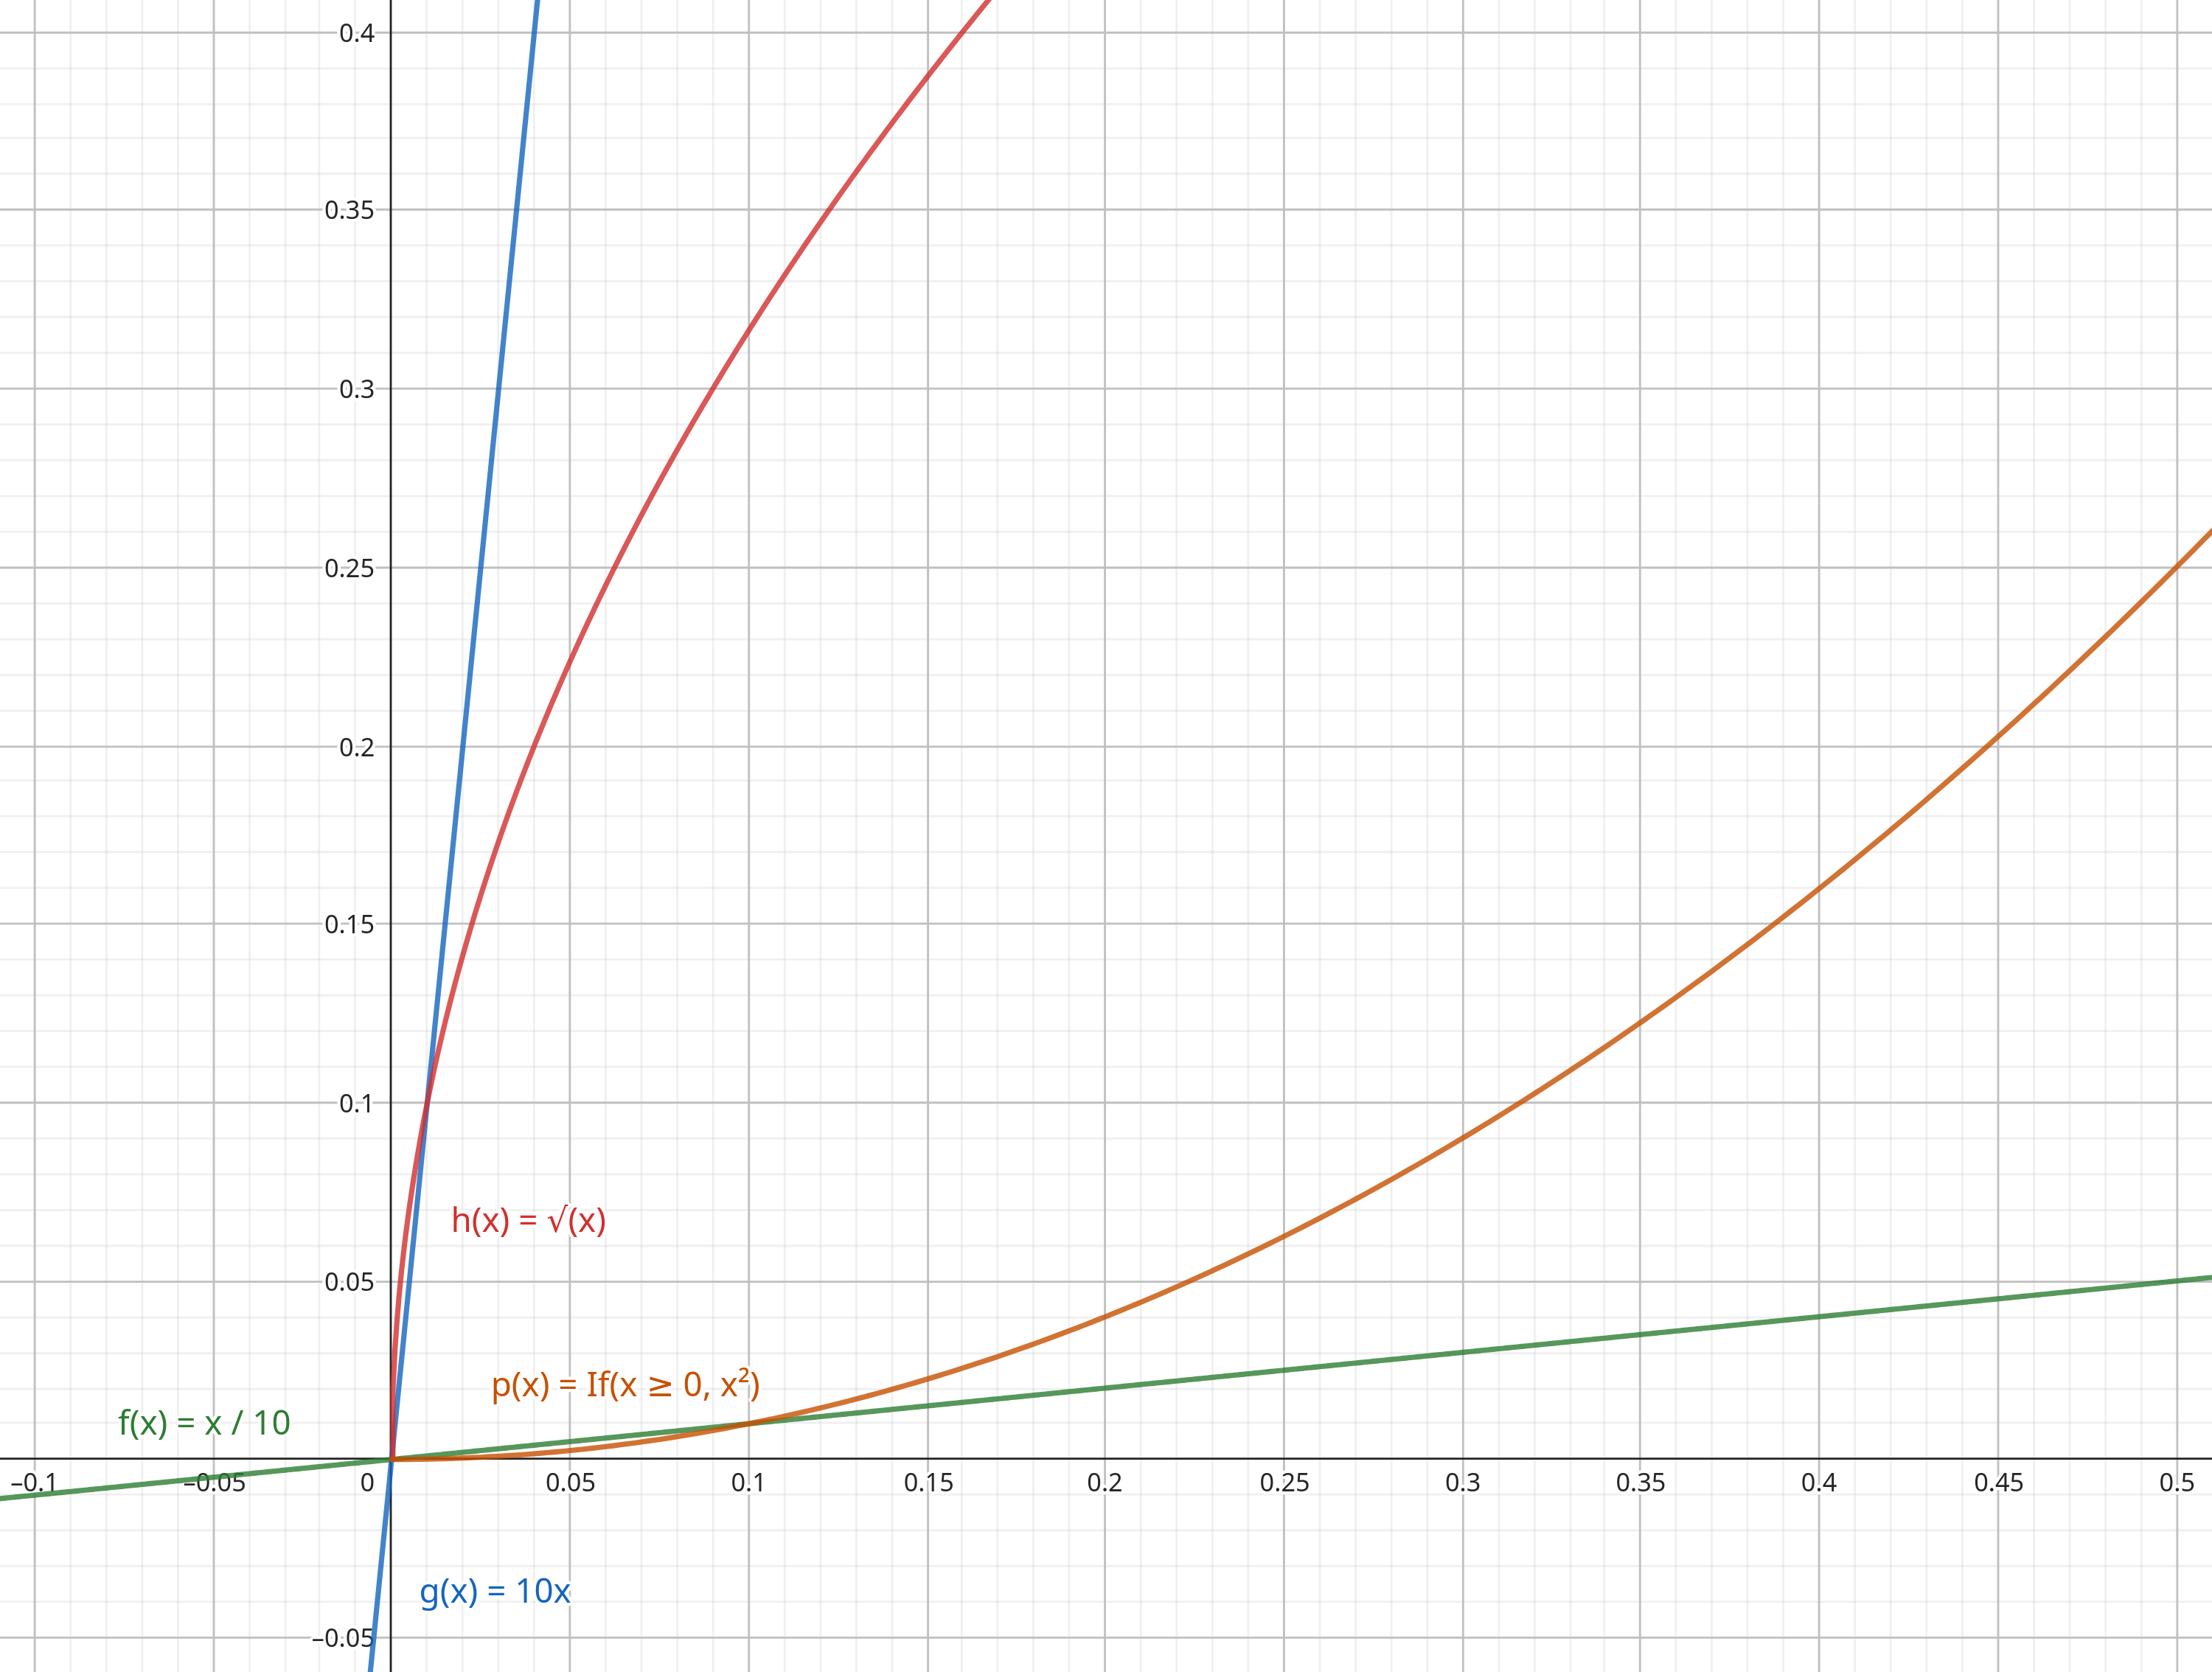 0.4
0.35
0.3
0.25
0.2
0.15
0.1
h(x) = √(x)
0.05
p(x) = If(x ≥ 0, x²)
f(x) = x / 10
–0.1 –0.05 0 0.05 0.1 0.15 0.2 0.25 0.3 0.35 0.4 0.45 0.5
g(x) = 10x
–0.05